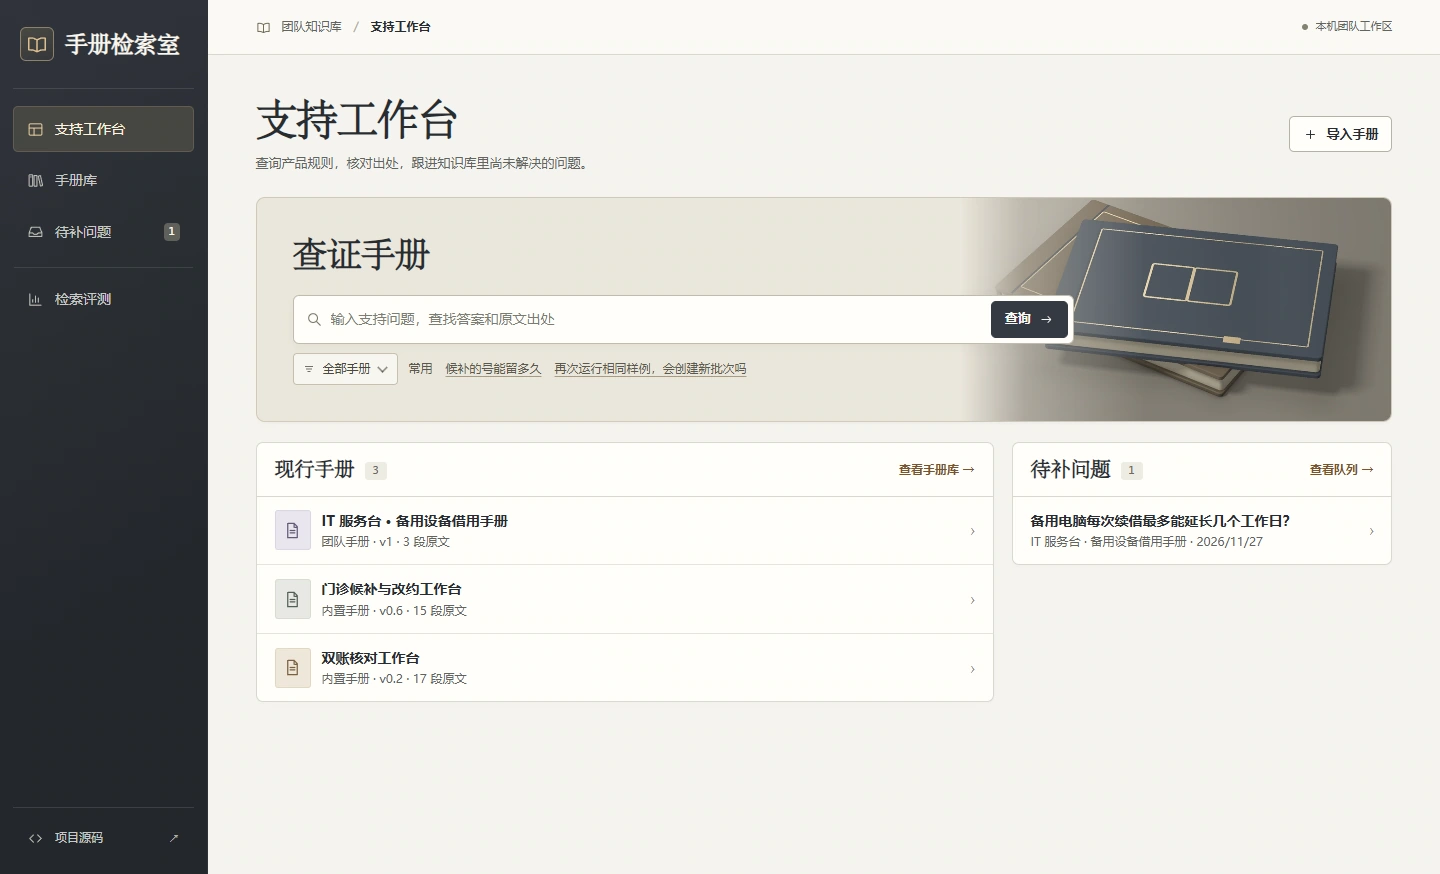 手册检索室
支持工作台
手册库
待补问题 1
检索评测
项目源码
团队知识库 / 支持工作台
本机团队工作区
支持工作台
查询产品规则，核对出处，跟进知识库里尚未解决的问题。
导入手册
查证手册
输入支持问题，查找答案和原文出处
查询 →
全部手册 常用 候补的号能留多久 再次运行相同样例，会创建新批次吗
现行手册 3 查看手册库 →
IT 服务台 • 备用设备借用手册
团队手册 · v1 · 3 段原文
门诊候补与改约工作台
内置手册 · v0.6 · 15 段原文
双账核对工作台
内置手册 · v0.2 · 17 段原文
待补问题 1 查看队列 →
备用电脑每次续借最多能延长几个工作日？
IT 服务台 · 备用设备借用手册 · 2026/11/27